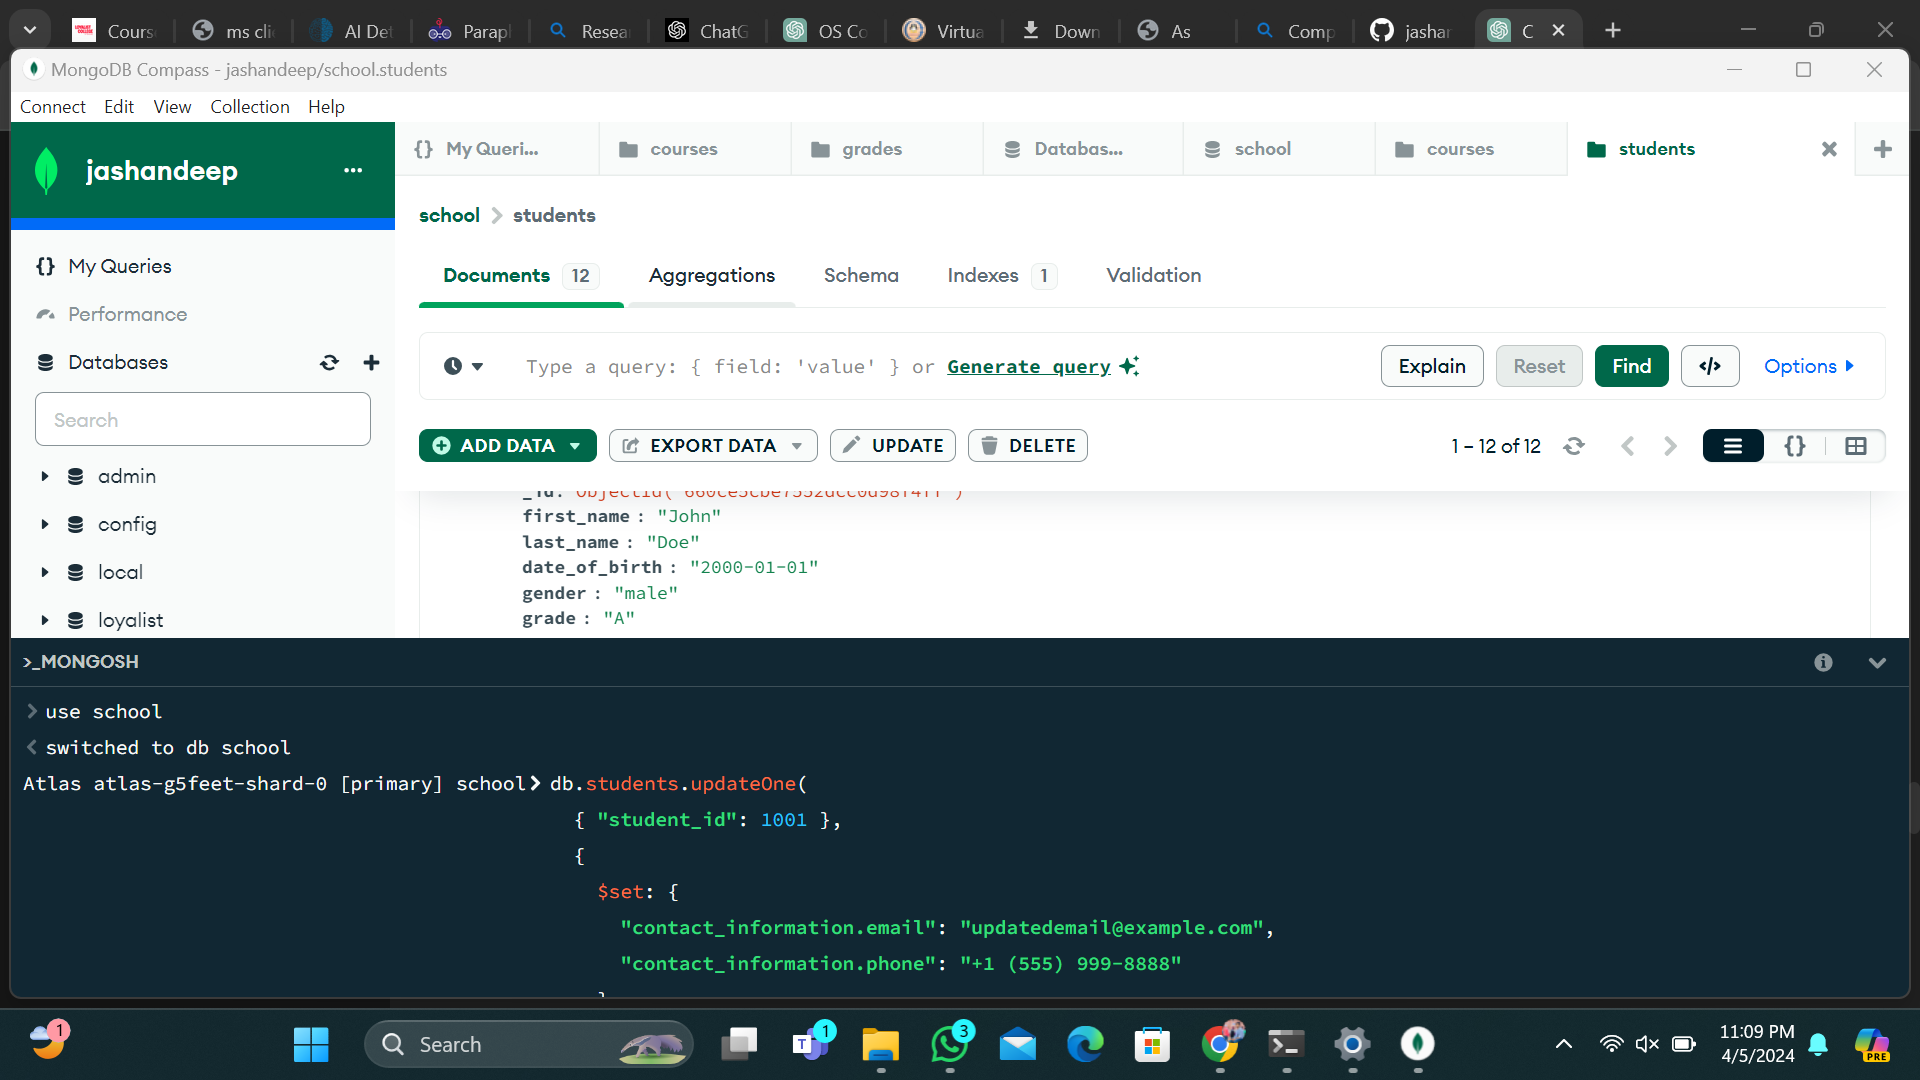 Cours
ms cli
AI Det
Paraph
Resea
ChatG
OS Co
Virtua
Down
As
Comp
jashan
C
MongoDB Compass - jashandeep/school.students
Connect Edit View Collection Help
jashandeep
My Queri...
courses
grades
Databas...
school
courses
students
school > students
My Queries
Performance
Databases
Search
admin
config
local
loyalist
Documents 12
Aggregations
Schema
Indexes 1
Validation
Type a query: { field: 'value' } or Generate query
Explain
Reset
Find
</>
Options
ADD DATA
EXPORT DATA
UPDATE
DELETE
1 – 12 of 12
{}
first_name : "John"
last_name : "Doe"
date_of_birth : "2000-01-01"
gender : "male"
grade : "A"
>_MONGOSH
> use school
< switched to db school
Atlas atlas-g5feet-shard-0 [primary] school> db.students.updateOne(
{ "student_id": 1001 },
{
$set: {
"contact_information.email": "updatedemail@example.com",
"contact_information.phone": "+1 (555) 999-8888"
1
Search
1
3
11:09 PM
4/5/2024
PRE